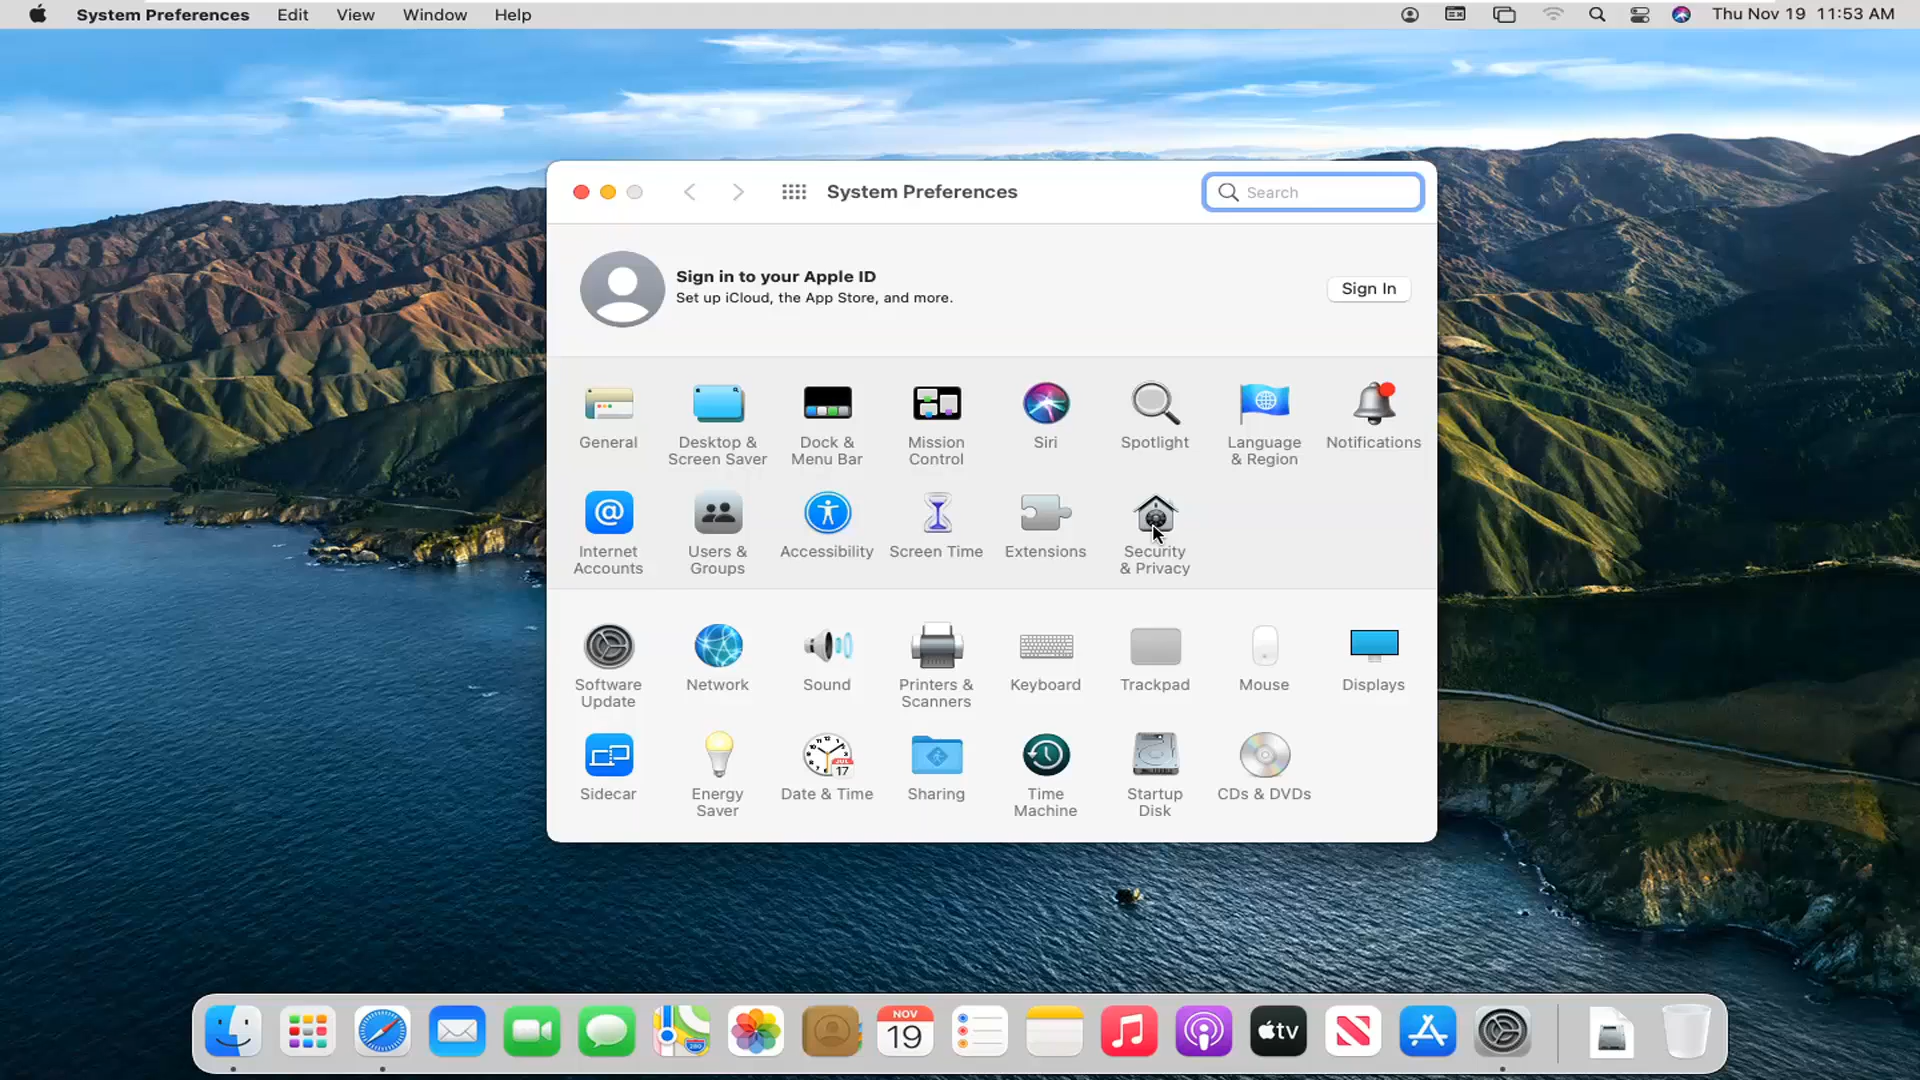 System Preferences Edit View Window Help Thu Nov 19 11:53 AM
System Preferences
Search
Sign in to your Apple ID
Set up iCloud, the App Store, and more.
Sign In
General
Desktop &
Screen Saver
Dock &
Menu Bar
Mission
Control
Siri
Spotlight
Language
& Region
Notifications
Internet
Accounts
Users &
Groups
Accessibility
Screen Time
Extensions
Security
& Privacy
Software
Update
Network
Sound
Printers &
Scanners
Keyboard
Trackpad
Mouse
Displays
Sidecar
Energy
Saver
JUL
17
Date & Time
Sharing
Time
Machine
Startup
Disk
CDs & DVDs
280
NOV
19
tv